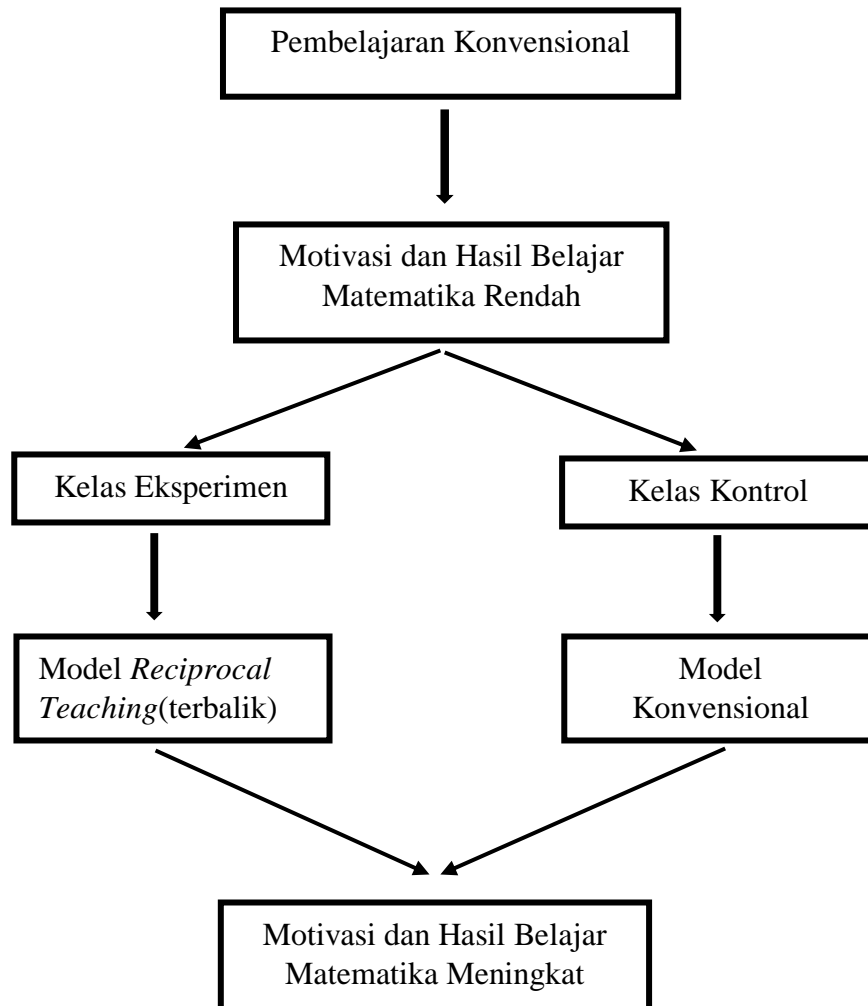 Pembelajaran Konvensional
Motivasi dan Hasil Belajar
Matematika Rendah
Kelas Eksperimen
Kelas Kontrol
Model Reciprocal
Teaching(terbalik)
Model
Konvensional
Motivasi dan Hasil Belajar
Matematika Meningkat